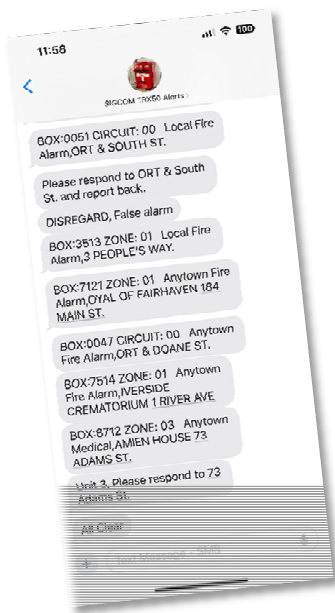 11:56
100
SIGCOM TRX50 Alerts
BOX:0051 CIRCUIT: 00 Local Fire
Alarm,ORT & SOUTH ST.
Please respond to ORT & South
St. and report back.
DISREGARD, False alarm
BOX:3513 ZONE: 01 Local Fire
Alarm,3 PEOPLE'S WAY.
BOX:7121 ZONE: 01 Anytown Fire
Alarm,OYAL OF FAIRHAVEN 184
MAIN ST.
BOX:0047 CIRCUIT: 00 Anytown
Fire Alarm,ORT & DOANE ST.
BOX:7514 ZONE: 01 Anytown
Fire Alarm,IVERSIDE
CREMATORIUM 1 RIVER AVE
BOX:6712 ZONE: 03 Anytown
Medical,AMIEN HOUSE 73
ADAMS ST.
Unit 3, Please respond to 73
Adams St.
All Clear
Text Message • SMS